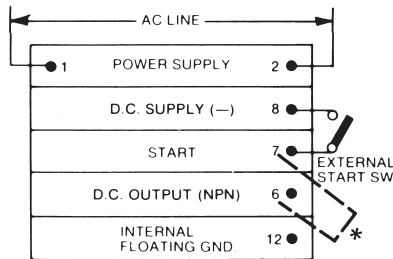 AC LINE
1 POWER SUPPLY 2
D.C. SUPPLY (—) 8
START 7
EXTERNAL
START SW
D.C. OUTPUT (NPN) 6
*
INTERNAL
FLOATING GND 12